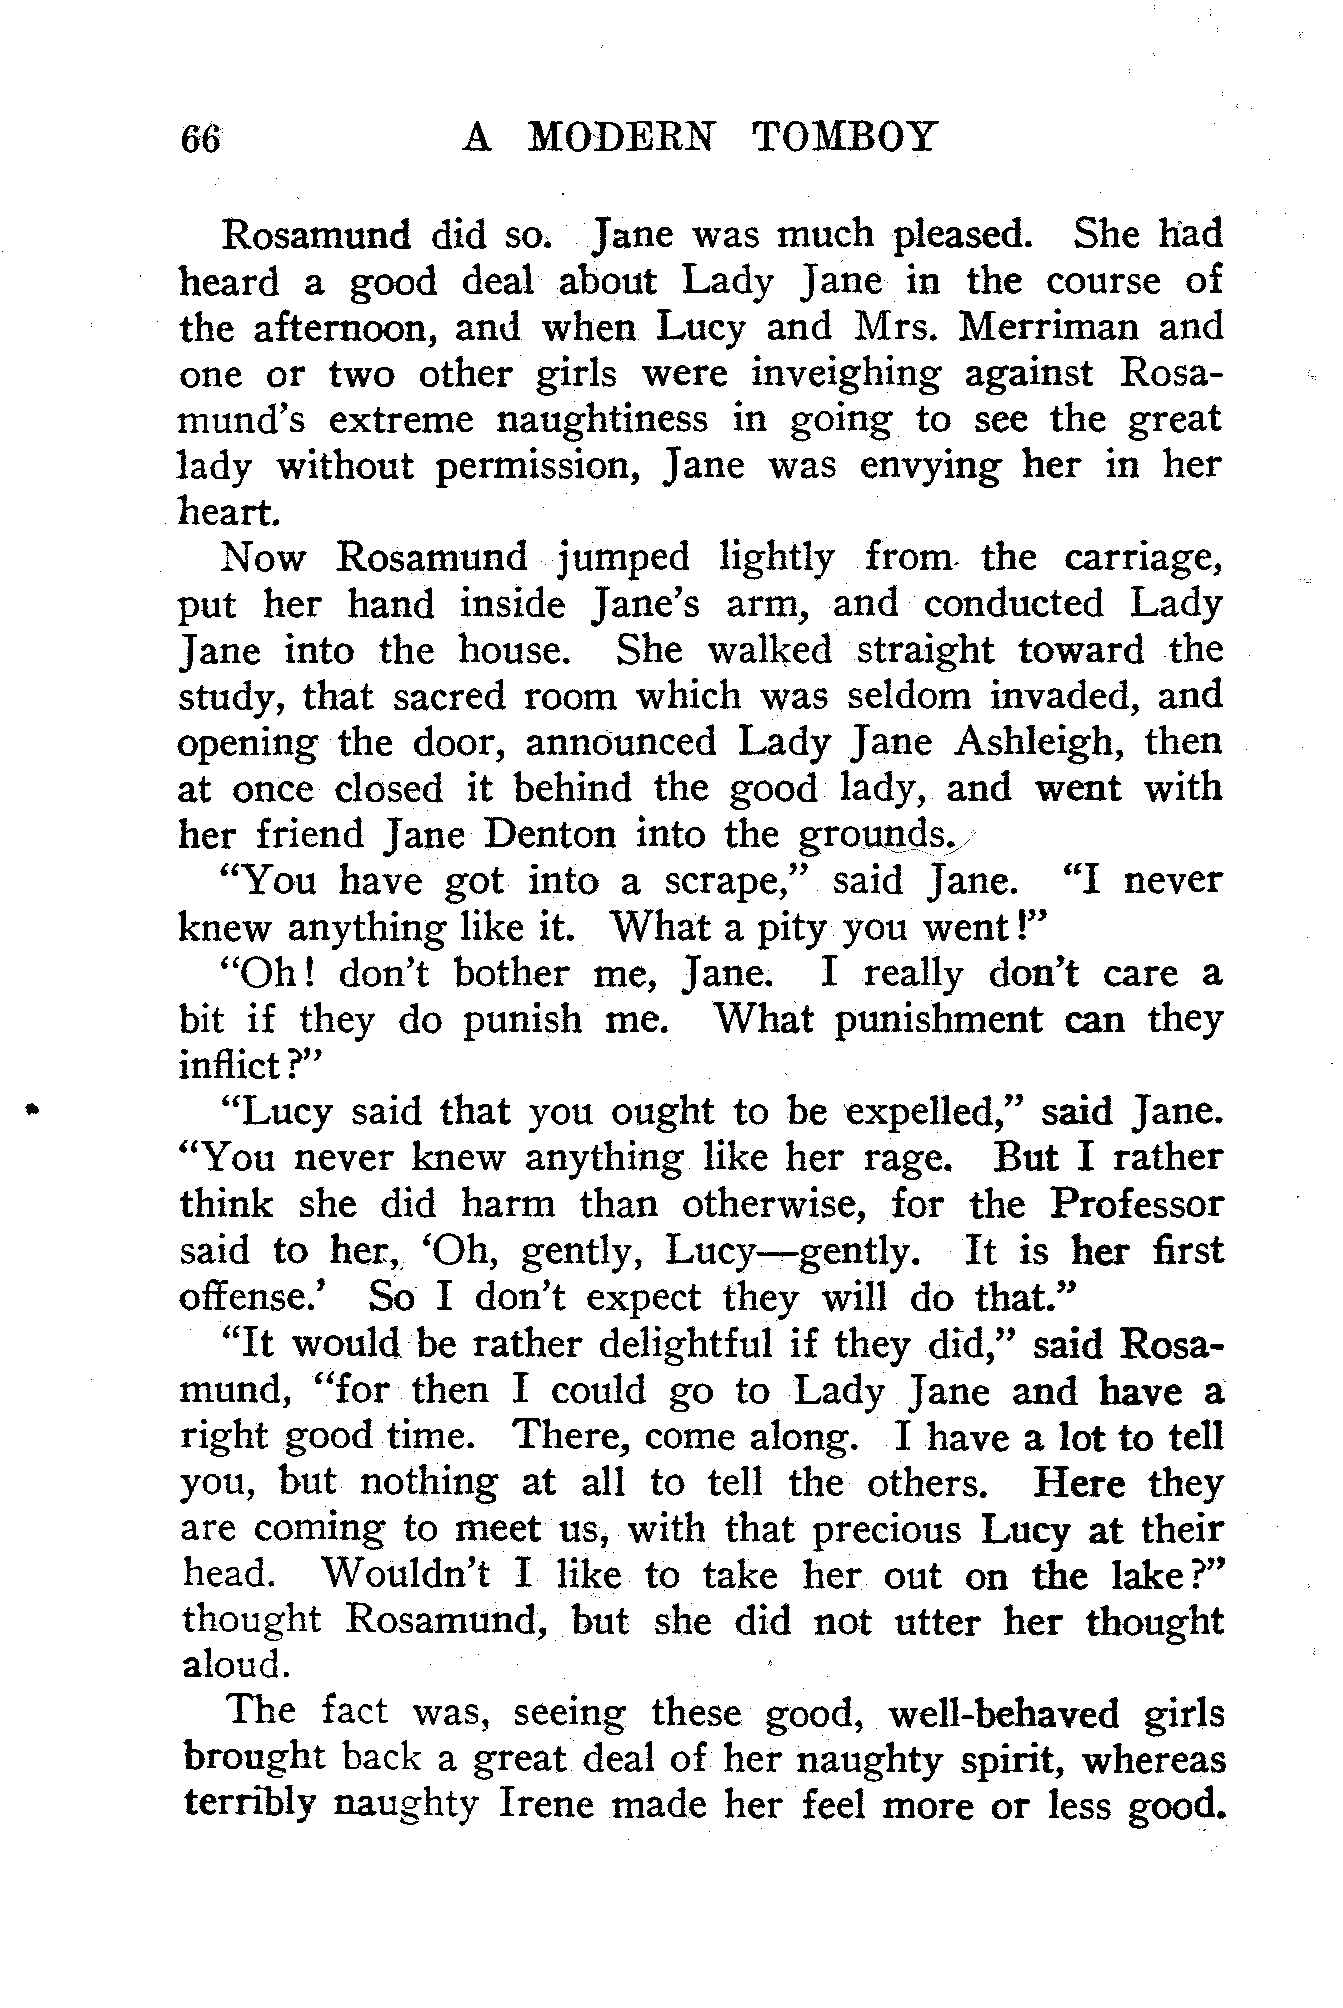 66 A MODERN TOMBOY
Rosamund did so. Jane was much pleased. She had
heard a good deal about Lady Jane in the course of
the afternoon, and when Lucy and Mrs. Merriman and
one or two other girls were inveighing against Rosa-
mund's extreme naughtiness in going to see the great
lady without permission, Jane was envying her in her
heart.
Now Rosamund jumped lightly from the carriage,
put her hand inside Jane's arm, and conducted Lady
Jane into the house. She walked straight toward the
study, that sacred room which was seldom invaded, and
opening the door, announced Lady Jane Ashleigh, then
at once closed it behind the good lady, and went with
her friend Jane Denton into the grounds.
“You have got into a scrape,” said Jane. “I never
knew anything like it. What a pity you went!”
“Oh! don't bother me, Jane. I really don't care a
bit if they do punish me. What punishment can they
inflict?”
“Lucy said that you ought to be expelled,” said Jane.
“You never knew anything like her rage. But I rather
think she did harm than otherwise, for the Professor
said to her, ‘Oh, gently, Lucy—gently. It is her first
offense.’ So I don't expect they will do that.”
“It would be rather delightful if they did,” said Rosa-
mund, “for then I could go to Lady Jane and have a
right good time. There, come along. I have a lot to tell
you, but nothing at all to tell the others. Here they
are coming to meet us, with that precious Lucy at their
head. Wouldn't I like to take her out on the lake?”
thought Rosamund, but she did not utter her thought
aloud.
The fact was, seeing these good, well-behaved girls
brought back a great deal of her naughty spirit, whereas
terribly naughty Irene made her feel more or less good.